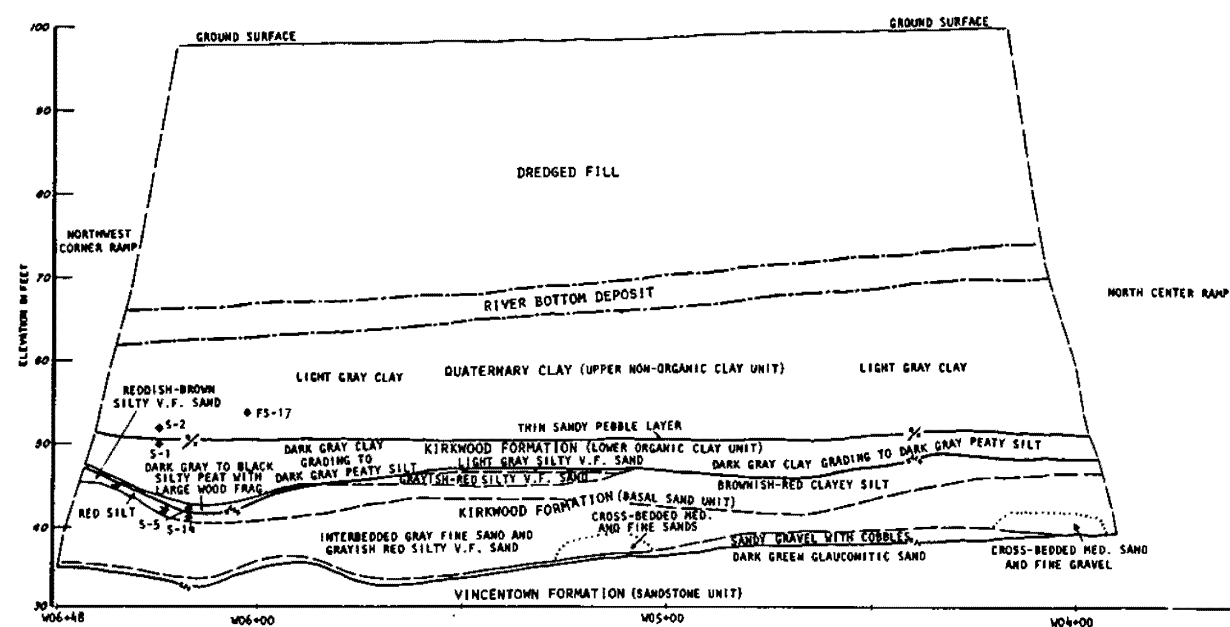 100
GROUND SURFACE
GROUND SURFACE
90
DREDGED FILL
80
NORTHWEST
CORNER RAMP
ELEVATION IN FEET
70
RIVER BOTTOM DEPOSIT
NORTH CENTER RAMP
60
REDDISH-BROWN
SILTY V.F. SAND
LIGHT GRAY CLAY
QUATERNARY CLAY (UPPER NON-ORGANIC CLAY UNIT)
LIGHT GRAY CLAY
S-2
FS-17
THIN SANDY PEBBLE LAYER
50
S-1
DARK GRAY CLAY
GRADING TO
DARK GRAY PEATY SILT
KIRKWOOD FORMATION (LOWER ORGANIC CLAY UNIT)
LIGHT GRAY SILTY V.F. SAND
DARK GRAY CLAY GRADING TO DARK GRAY PEATY SILT
DARK GRAY TO BLACK
SILTY PEAT WITH
LARGE WOOD FRAG.
GRAYISH-RED SILTY V.F. SAND
BROWNISH-RED CLAYEY SILT
RED SILT
S-5
S-14
KIRKWOOD FORMATION (BASAL SAND UNIT)
40
INTERBEDDED GRAY FINE SAND AND
GRAYISH RED SILTY V.F. SAND
CROSS-BEDDED MED.
AND FINE SANDS
SANDY GRAVEL WITH COBBLES
DARK GREEN GLAUCONITIC SAND
CROSS-BEDDED MED. SAND
AND FINE GRAVEL
VINCENTOWN FORMATION (SANDSTONE UNIT)
30
W06+48
W06+00
W05+00
W04+00